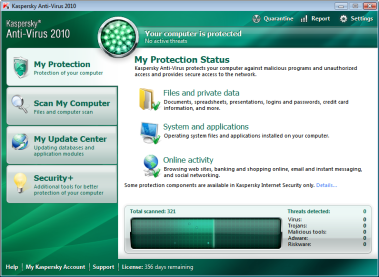 Kaspersky Anti-Virus 2010
Kaspersky
Anti-Virus 2010
Quarantine
Report
Settings
Your computer is protected
No active threats
My Protection
Protection of your computer
Scan My Computer
Files and computer scan
My Update Center
Updating databases and
application modules
Security+
Additional tools for better
protection of your computer
My Protection Status
Kaspersky Anti-Virus protects your computer against malicious programs and unauthorized
access and provides secure access to the network.
Files and private data
Documents, spreadsheets, presentations, logins and passwords, credit card
information, and more.
System and applications
Operating system files and applications installed on your computer.
Online activity
Browsing web sites, banking and shopping online, email and instant messaging,
and social networking.
Some protection components are available in Kaspersky Internet Security only. Details...
Total scanned: 321
Threats detected: 0
Virus: 0
Trojans: 0
Malicious tools: 0
Adware: 0
Riskware: 0
Help
My Kaspersky Account
Support
License: 356 days remaining